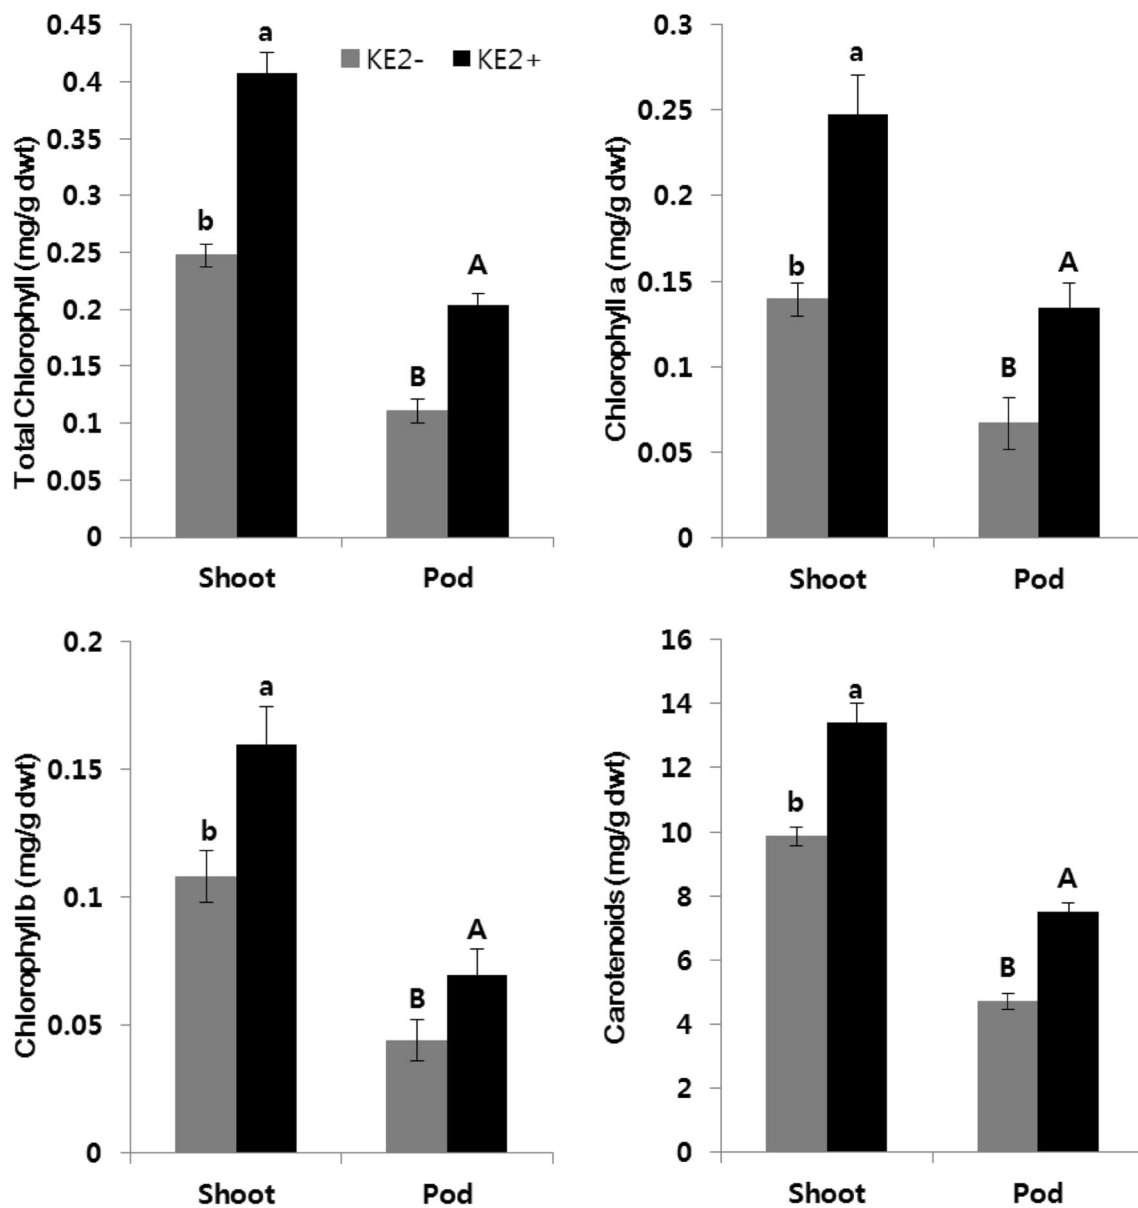 Total Chlorophyll (mg/g dwt)
0.45
0.4
0.35
0.3
0.25
0.2
0.15
0.1
0.05
0
KE2-
KE2+
b
a
B
A
Shoot
Pod
Chlorophyll a (mg/g dwt)
0.3
0.25
0.2
0.15
0.1
0.05
0
b
a
B
A
Shoot
Pod
Chlorophyll b (mg/g dwt)
0.2
0.15
0.1
0.05
0
b
a
B
A
Shoot
Pod
Carotenoids (mg/g dwt)
16
14
12
10
8
6
4
2
0
b
a
B
A
Shoot
Pod